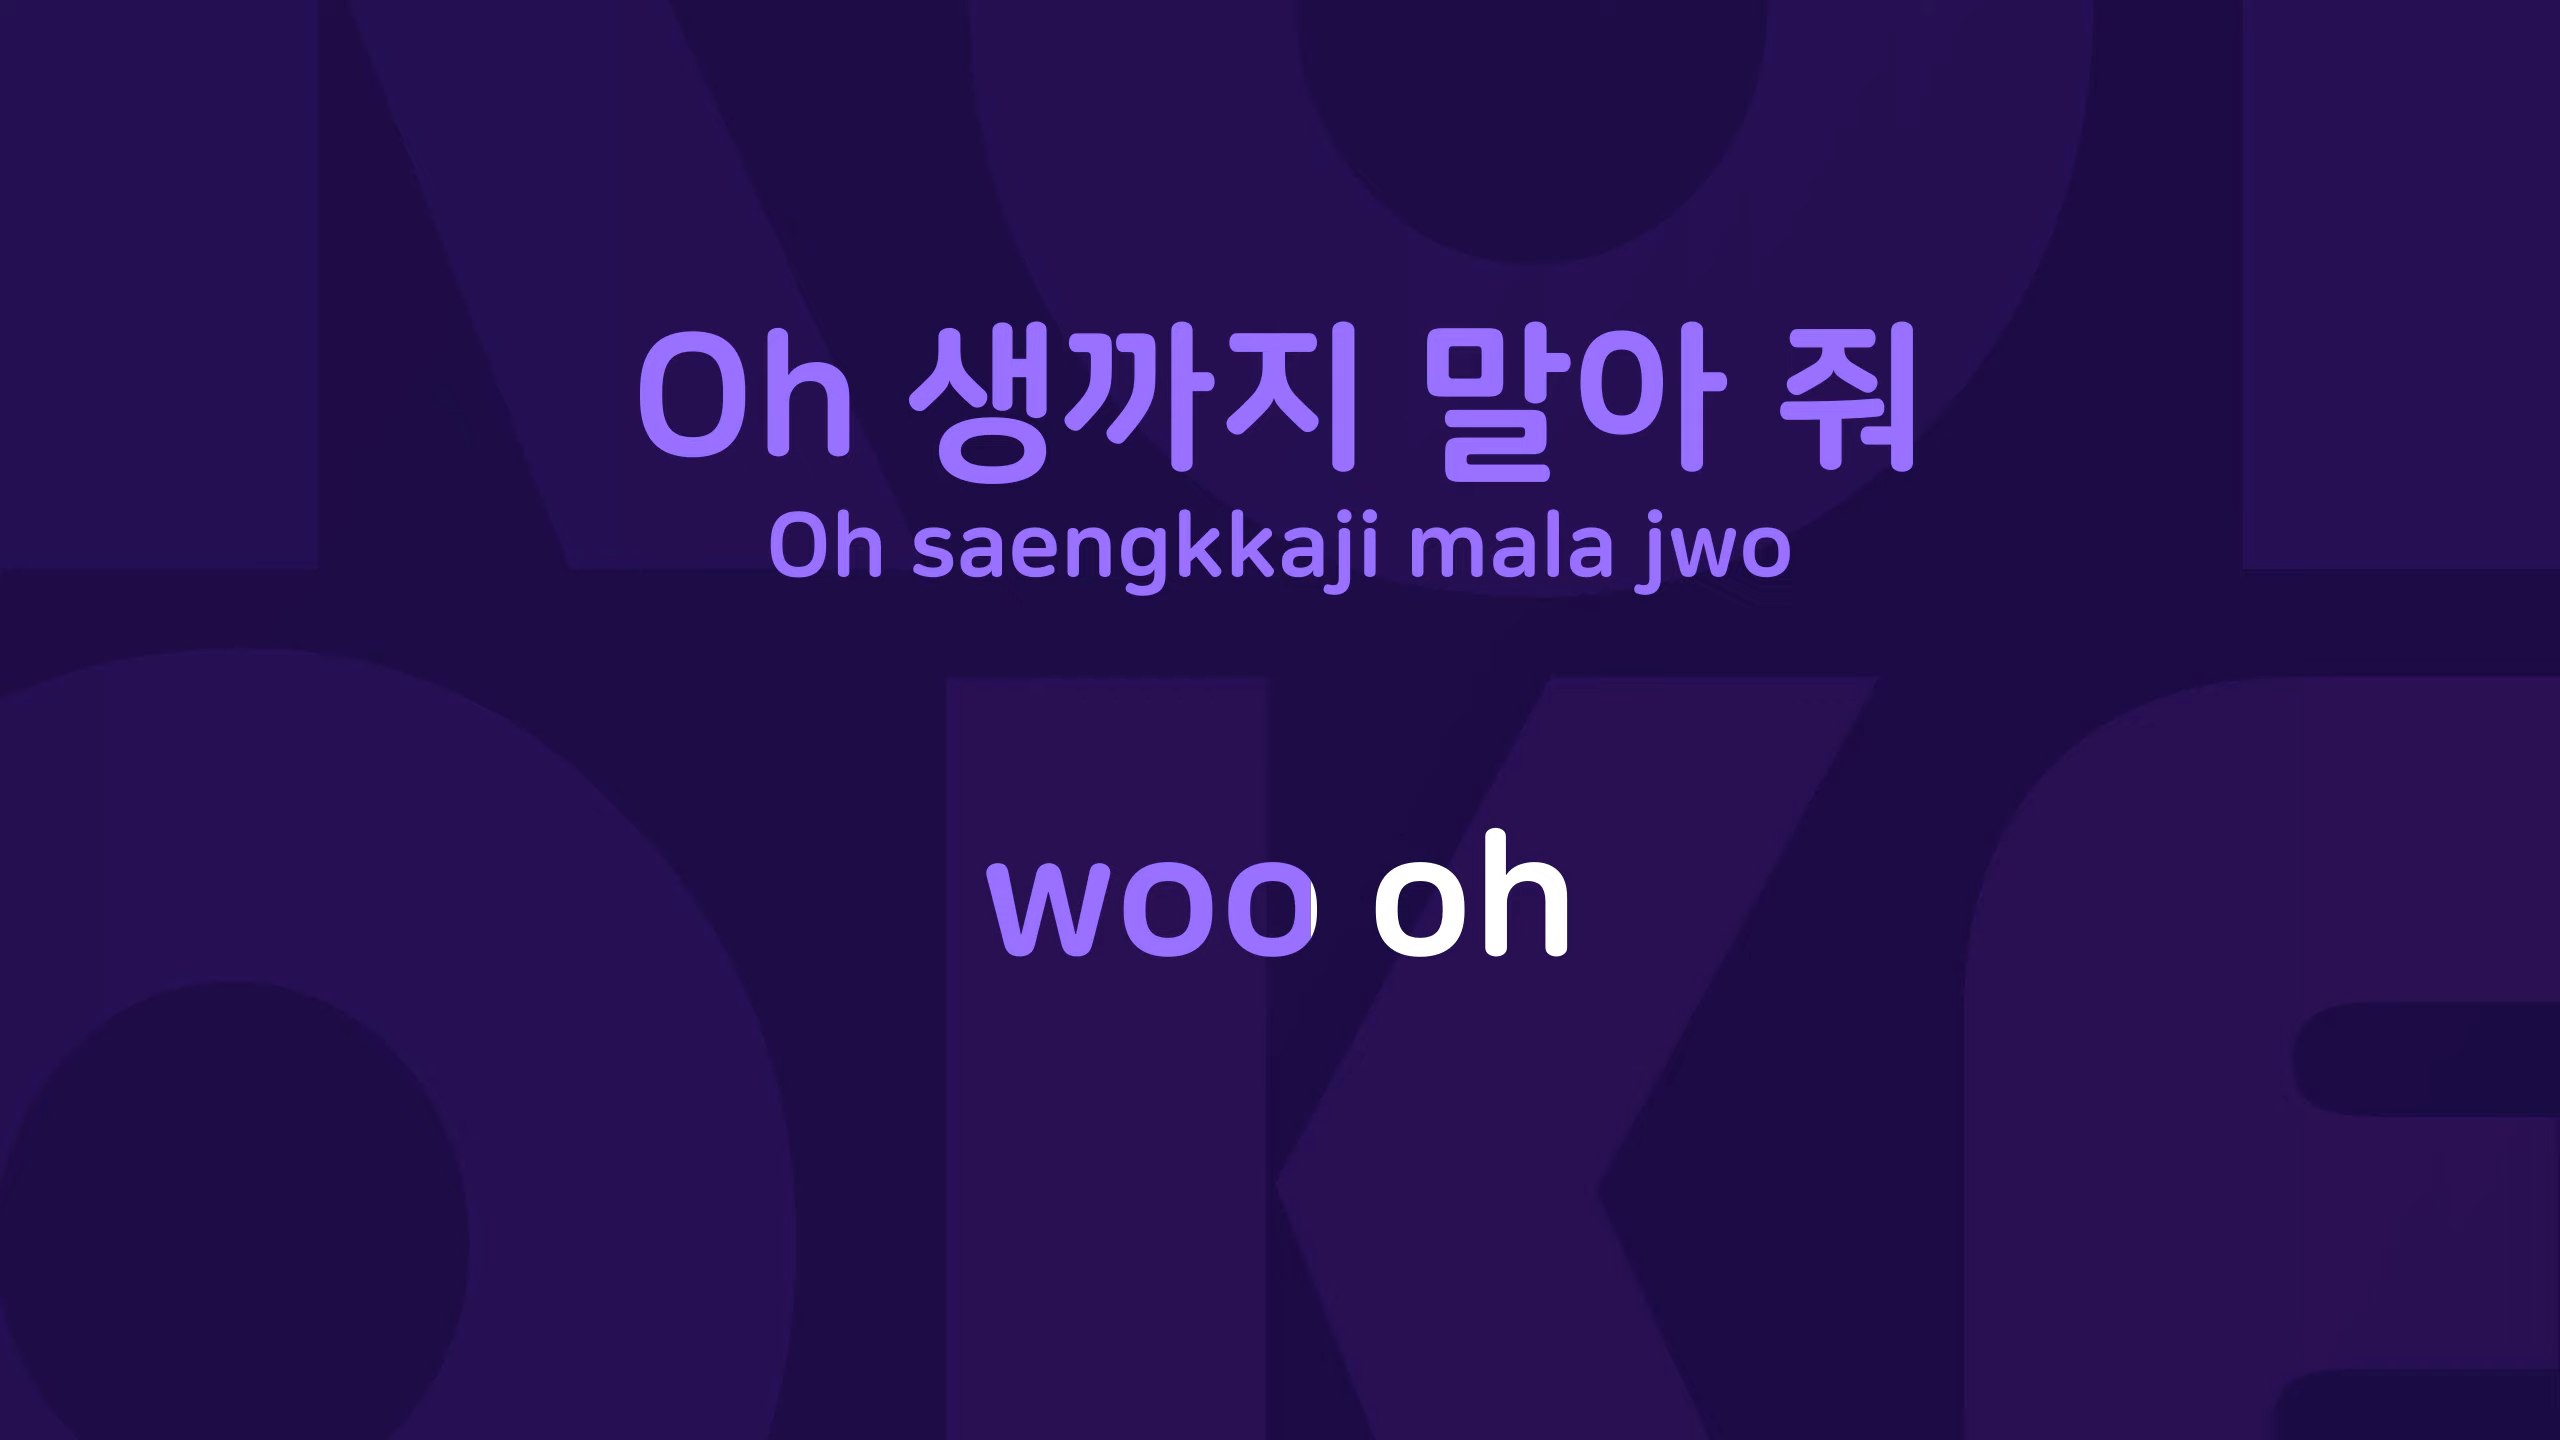 Oh 생까지 말아 줘
Oh saengkkaji mala jwo
woo oh